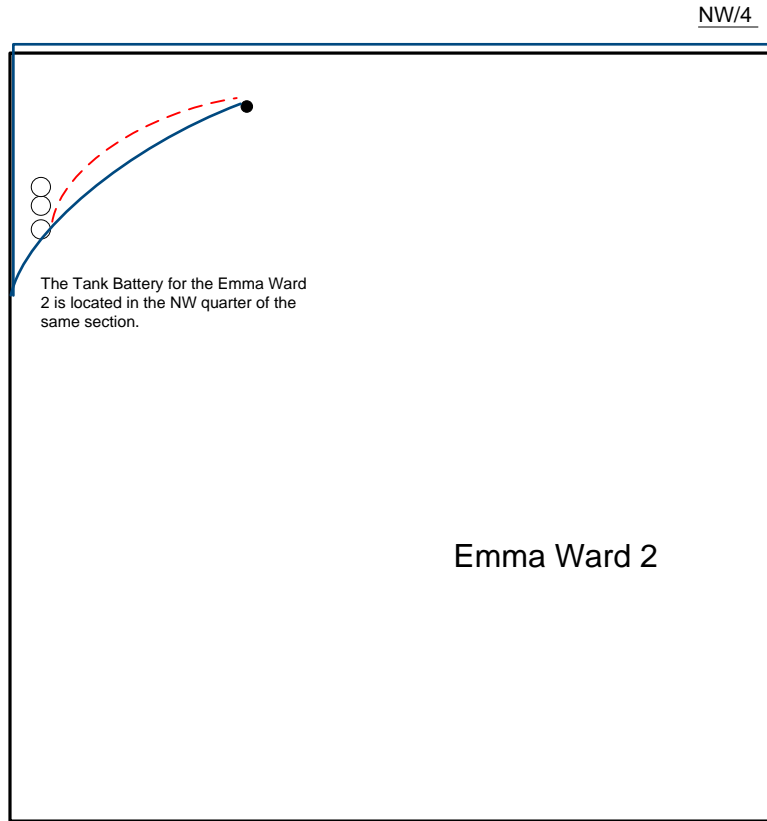 NW/4
The Tank Battery for the Emma Ward
2 is located in the NW quarter of the
same section.
Emma Ward 2